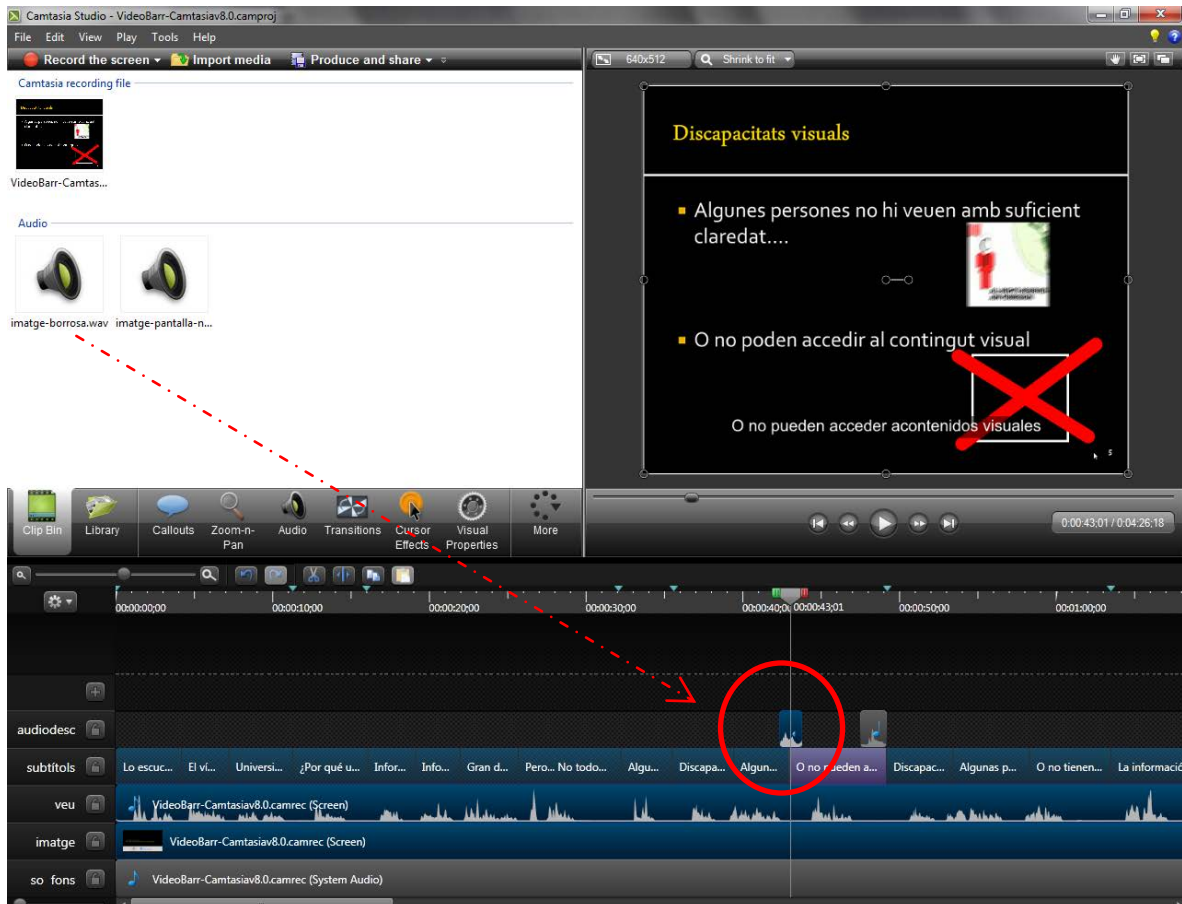 Camtasia Studio - VideoBarr-Camtasiav8.0.camproj
File Edit View Play Tools Help
Record the screen Import media Produce and share
640x512 Shrink to fit
Camtasia recording file
VideoBarr-Camtas...
Audio
imatge-borrosa.wav imatge-pantalla-n...
Discapacitats visuals
Algunes persones no hi veuen amb suficient
claredat....
O no poden accedir al contingut visual
O no pueden acceder acontenidos visuales
5
Clip Bin Library Callouts Zoom-n-Pan Audio Transitions Cursor Effects Visual Properties More
0:00:43;01 / 0:04:26;18
00:00:00;00 00:00:10;00 00:00:20;00 00:00:30;00 00:00:40;0 00:00:43;01 00:00:50;00 00:01:00;00
audiodesc
subtítols Lo escuc... El ví... Universi... ¿Por qué u... Infor... Info... Gran d... Pero... No todo... Algu... Discapa... Algun... O no pueden a... Discapac... Algunas p... O no tienen... La informació
veu VideoBarr-Camtasiav8.0.camrec (Screen)
imatge VideoBarr-Camtasiav8.0.camrec (Screen)
so fons VideoBarr-Camtasiav8.0.camrec (System Audio)